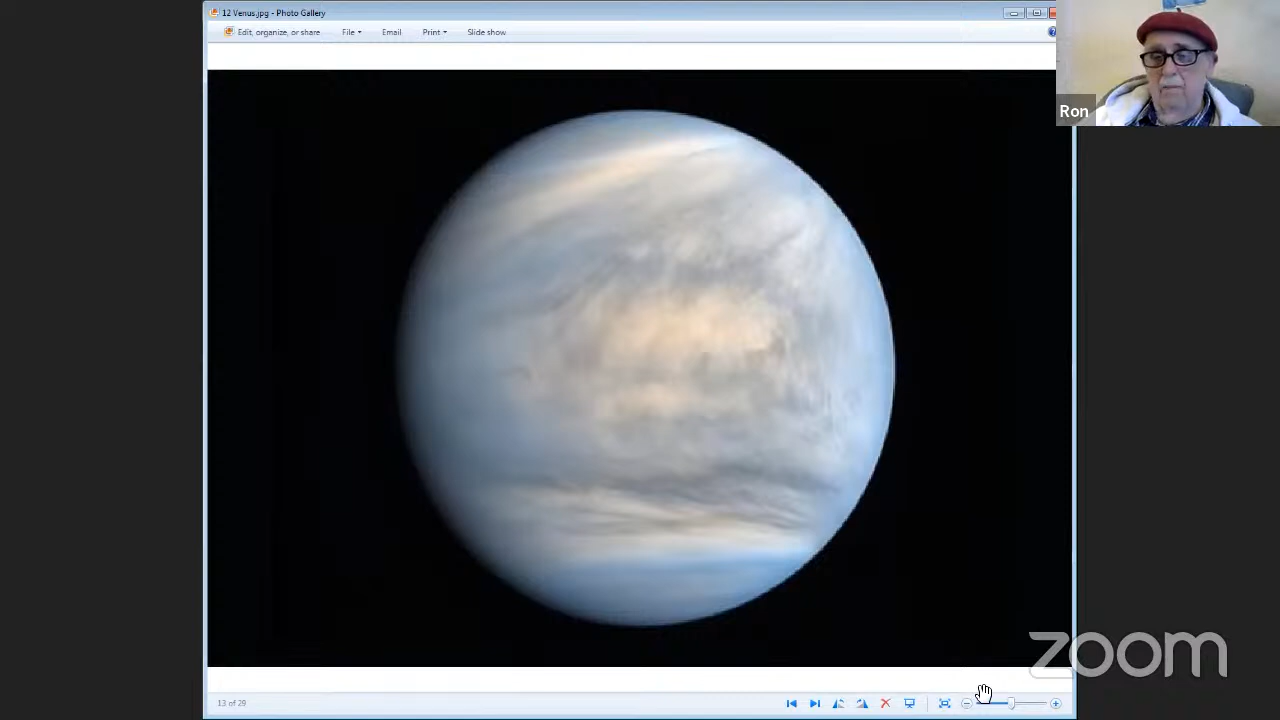 12 Venus.jpg - Photo Gallery
Edit, organize, or share File Email Print Slide show
Ron
zoom
13 of 29